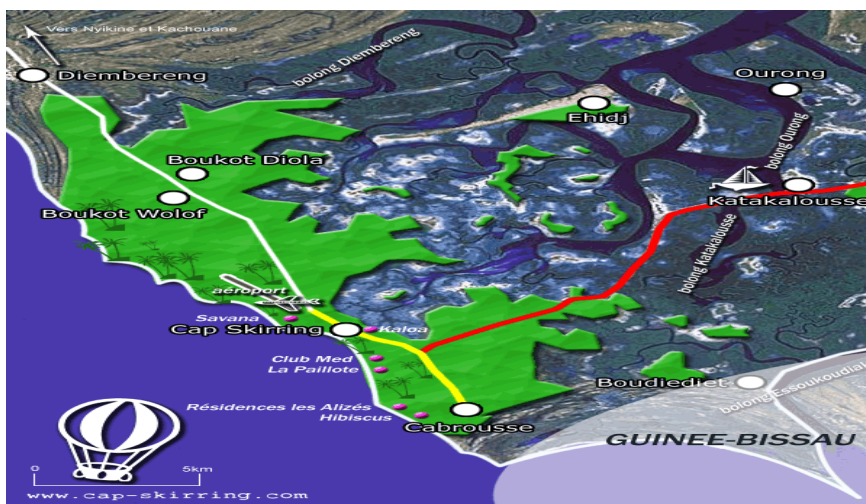 Vers Nyikine et Kachouane
Diembereng
bolong Diembereng
Ourong
Ehidj
bolong Ourong
Boukot Diola
Katakalousse
Boukot Wolof
bolong Katakalousse
aéroport
Savana
Cap Skirring
Kaloa
Club Med
La Paillote
Boudiediet
bolong Essoukoudiak
Résidences les Alizés
Hibiscus
Cabrousse
GUINEE-BISSAU
0 5km
www.cap-skirring.com